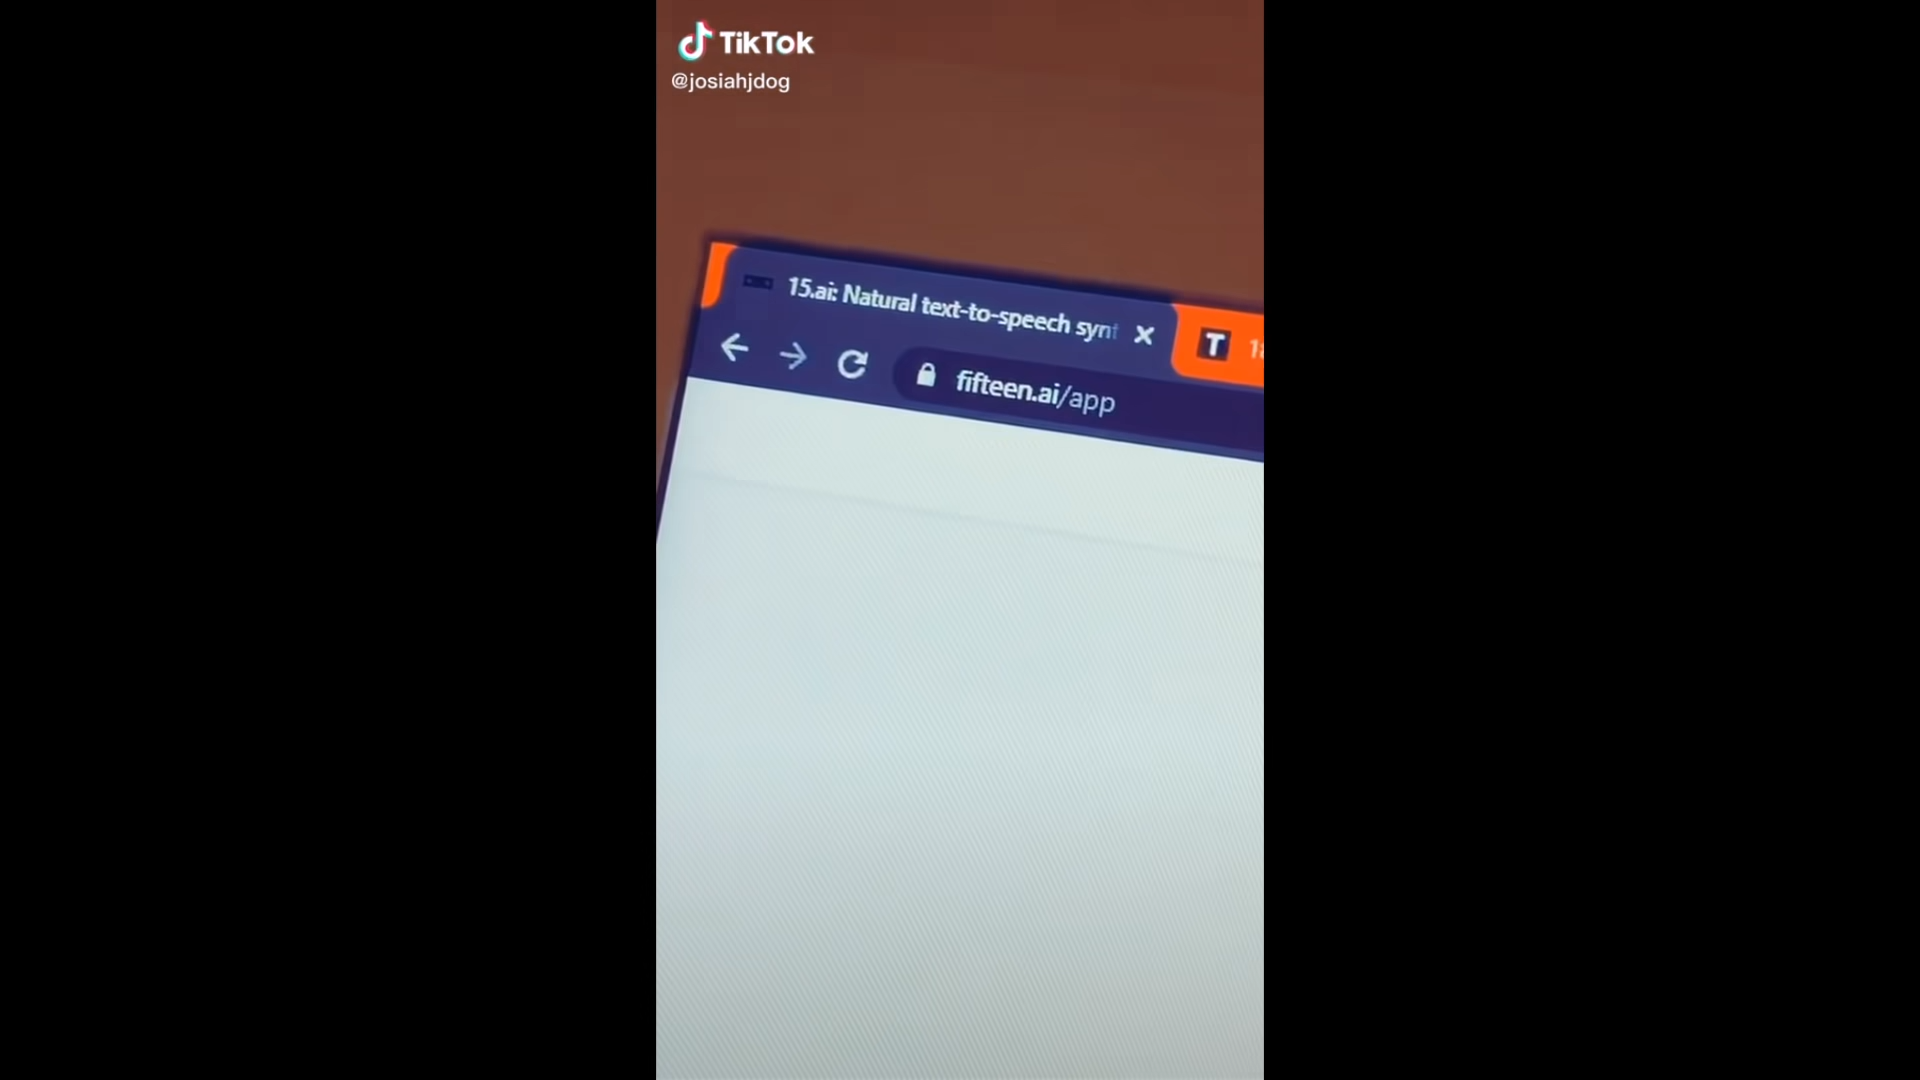 TikTok
@josiahjdog
15.ai: Natural text-to-speech synt
T
fifteen.ai/app